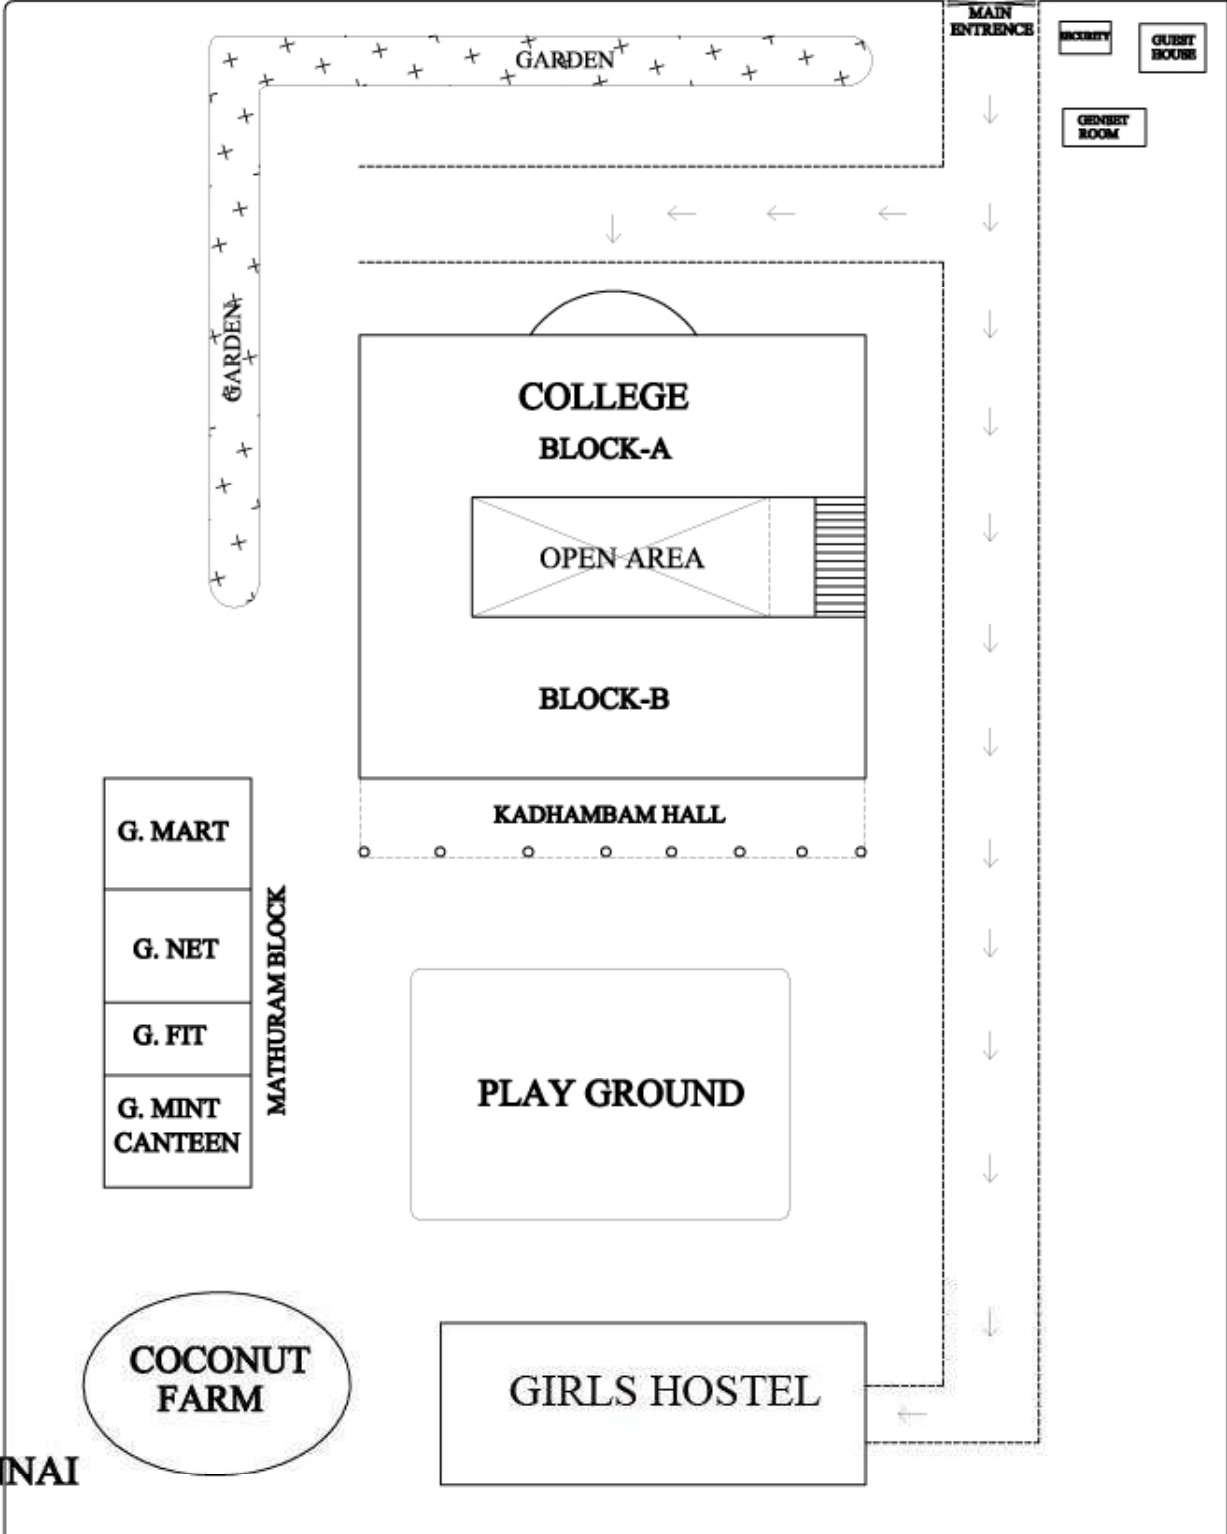 MAIN
ENTRENCE
SECURITY
GUEST
HOUSE
GARDEN
GENSET
ROOM
GARDEN
COLLEGE
BLOCK-A
OPEN AREA
BLOCK-B
KADHAMBAM HALL
G. MART
G. NET
G. FIT
G. MINT
CANTEEN
MATHURAM BLOCK
PLAY GROUND
COCONUT
FARM
GIRLS HOSTEL
NAI